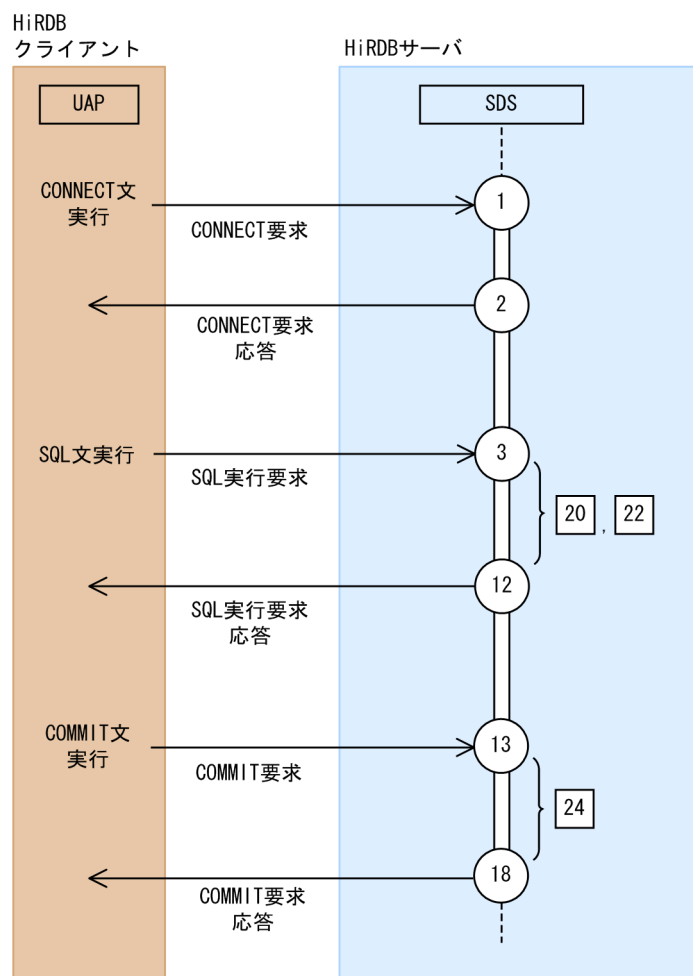 HiRDB
クライアント
HiRDBサーバ
UAP
SDS
CONNECT文
実行
1
CONNECT要求
2
CONNECT要求
応答
SQL文実行
3
SQL実行要求
20 , 22
12
SQL実行要求
応答
COMMIT文
実行
13
COMMIT要求
24
18
COMMIT要求
応答